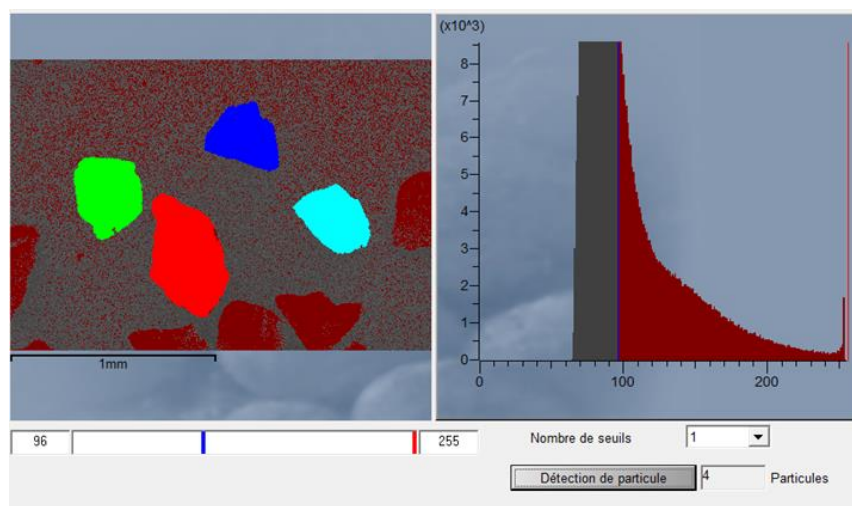 (x10^3)
8
7
6
5
4
3
2
1
0
0 100 200
1mm
96 255 Nombre de seuils 1
Détection de particule 4 Particules